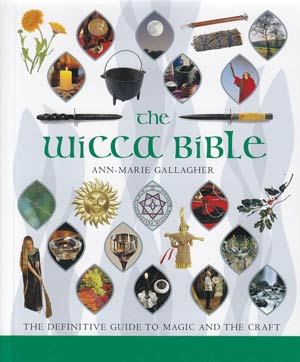 the
WICCA BIBLE
ANN-MARIE GALLAGHER
THE DEFINITIVE GUIDE TO MAGIC AND THE CRAFT